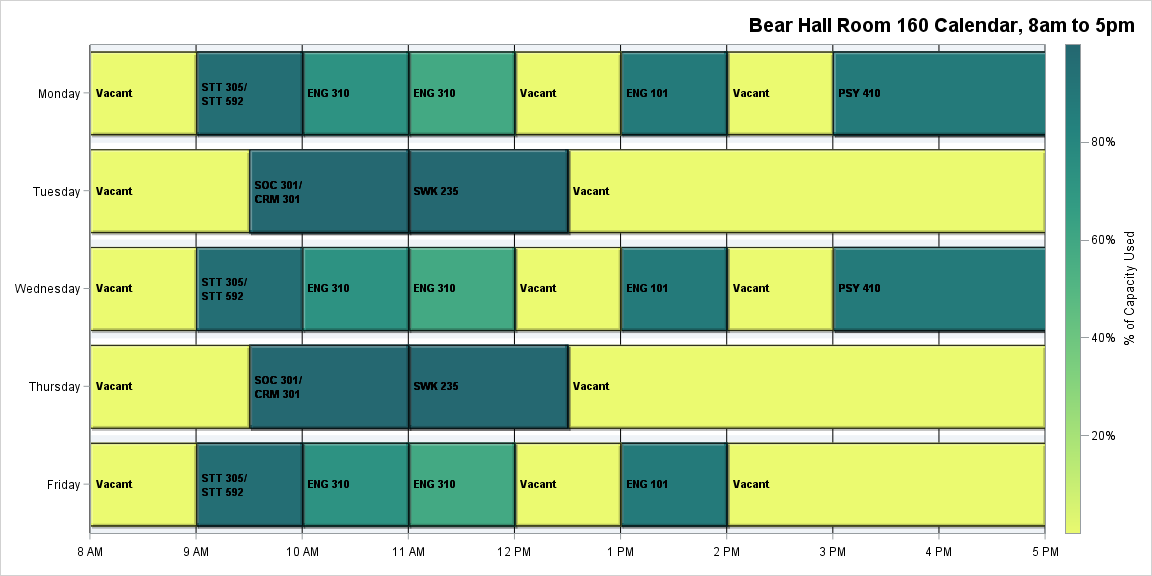 Bear Hall Room 160 Calendar, 8am to 5pm
Monday
Vacant
STT 305/
STT 592
ENG 310
ENG 310
Vacant
ENG 101
Vacant
PSY 410
Tuesday
Vacant
SOC 301/
CRM 301
SWK 235
Vacant
Wednesday
Vacant
STT 305/
STT 592
ENG 310
ENG 310
Vacant
ENG 101
Vacant
PSY 410
Thursday
Vacant
SOC 301/
CRM 301
SWK 235
Vacant
Friday
Vacant
STT 305/
STT 592
ENG 310
ENG 310
Vacant
ENG 101
Vacant
8 AM
9 AM
10 AM
11 AM
12 PM
1 PM
2 PM
3 PM
4 PM
5 PM
80%
60%
40%
20%
% of Capacity Used